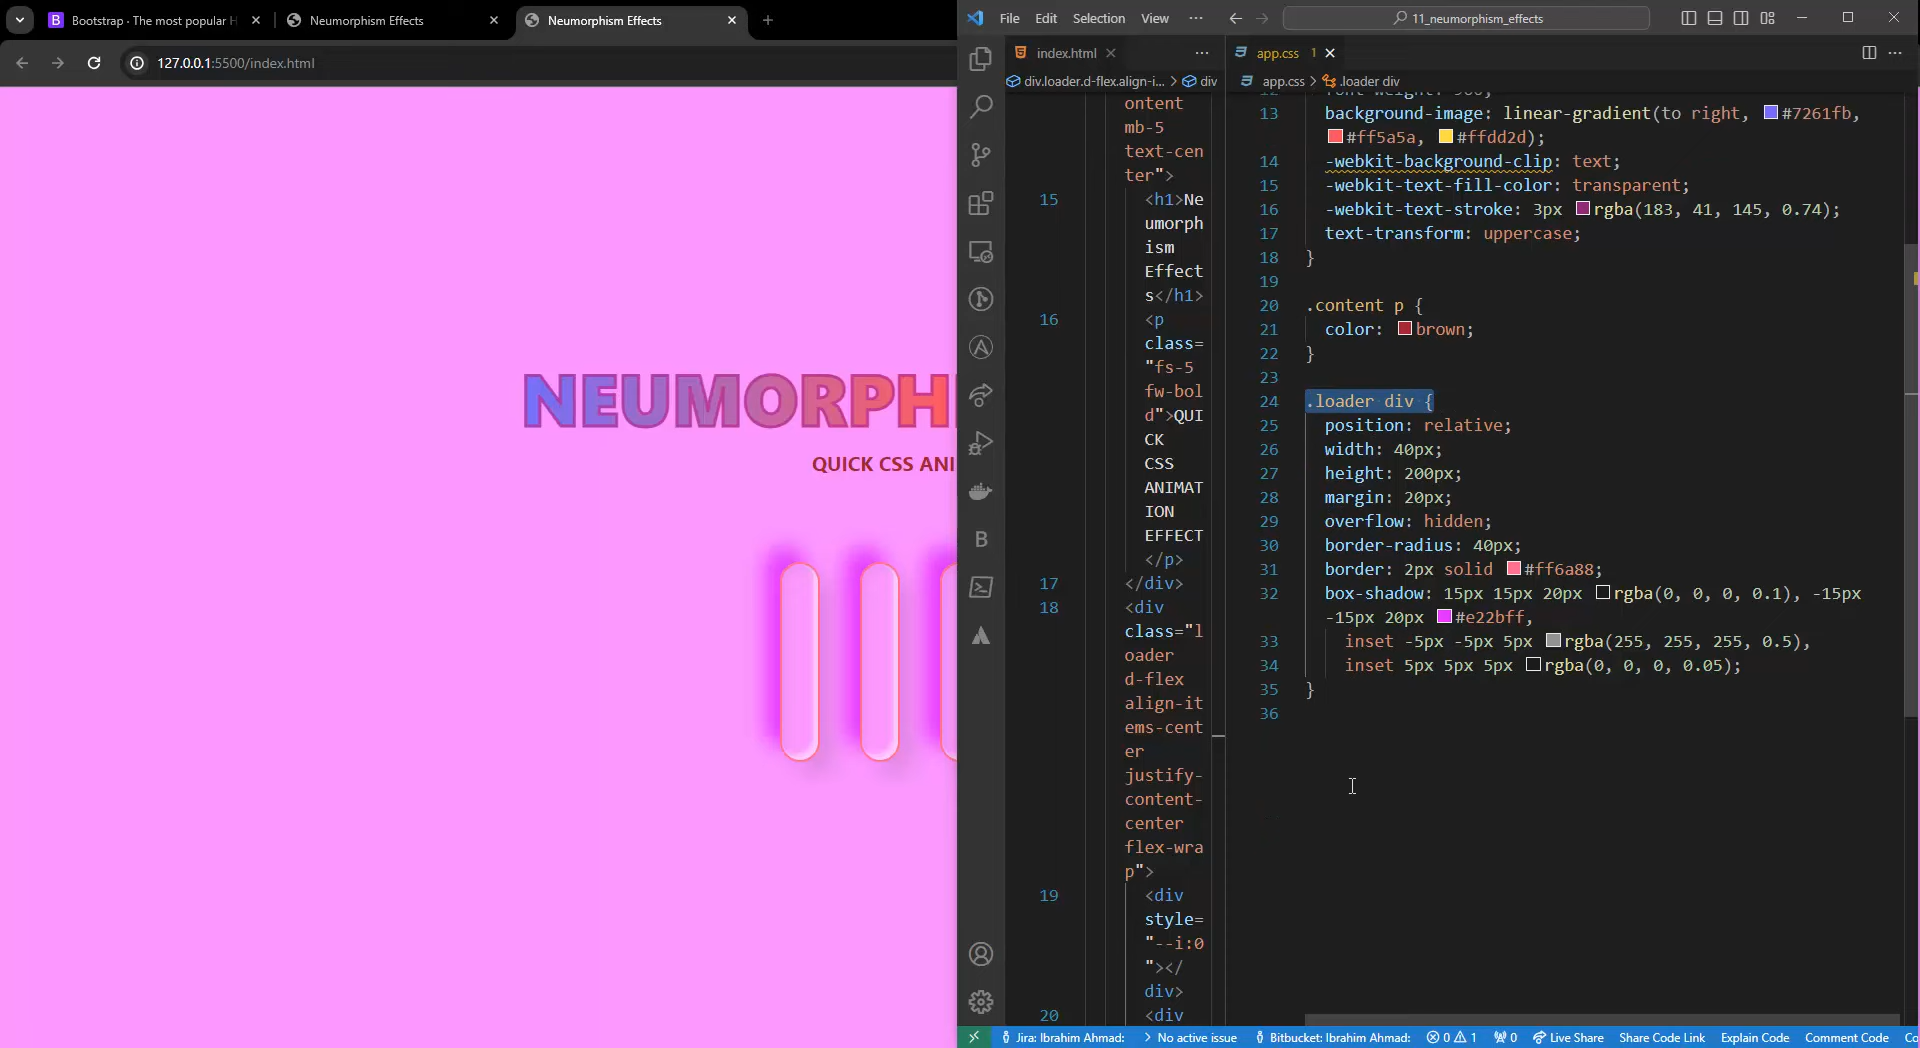 Bootstrap · The most popular H
Neumorphism Effects
Neumorphism Effects
127.0.0.1:5500/index.html
NEUMORPHI
QUICK CSS ANI
File Edit Selection View ···
11_neumorphism_effects
index.html
div.loader.d-flex.align-i... > div
ontent
mb-5
text-cen
ter">
15 <h1>Ne
umorph
ism
Effect
s</h1>
16 <p
class=
"fs-5
fw-bol
d">QUI
CK
CSS
ANIMAT
ION
EFFECT
</p>
17 </div>
18 <div
class="l
oader
d-flex
align-it
ems-cent
er
justify-
content-
center
flex-wra
p">
19 <div
style=
"--i:0
"></
div>
20 <div
app.css 1
app.css > .loader div
13 background-image: linear-gradient(to right, #7261fb,
#ff5a5a, #ffdd2d);
14 -webkit-background-clip: text;
15 -webkit-text-fill-color: transparent;
16 -webkit-text-stroke: 3px rgba(183, 41, 145, 0.74);
17 text-transform: uppercase;
18 }
19
20 .content p {
21 color: brown;
22 }
23
24 .loader div {
25 position: relative;
26 width: 40px;
27 height: 200px;
28 margin: 20px;
29 overflow: hidden;
30 border-radius: 40px;
31 border: 2px solid #ff6a88;
32 box-shadow: 15px 15px 20px rgba(0, 0, 0, 0.1), -15px
-15px 20px #e22bff,
33 inset -5px -5px 5px rgba(255, 255, 255, 0.5),
34 inset 5px 5px 5px rgba(0, 0, 0, 0.05);
35 }
36
Jira: Ibrahim Ahmad: > No active issue Bitbucket: Ibrahim Ahmad: 0 1 0 Live Share Share Code Link Explain Code Comment Code Co